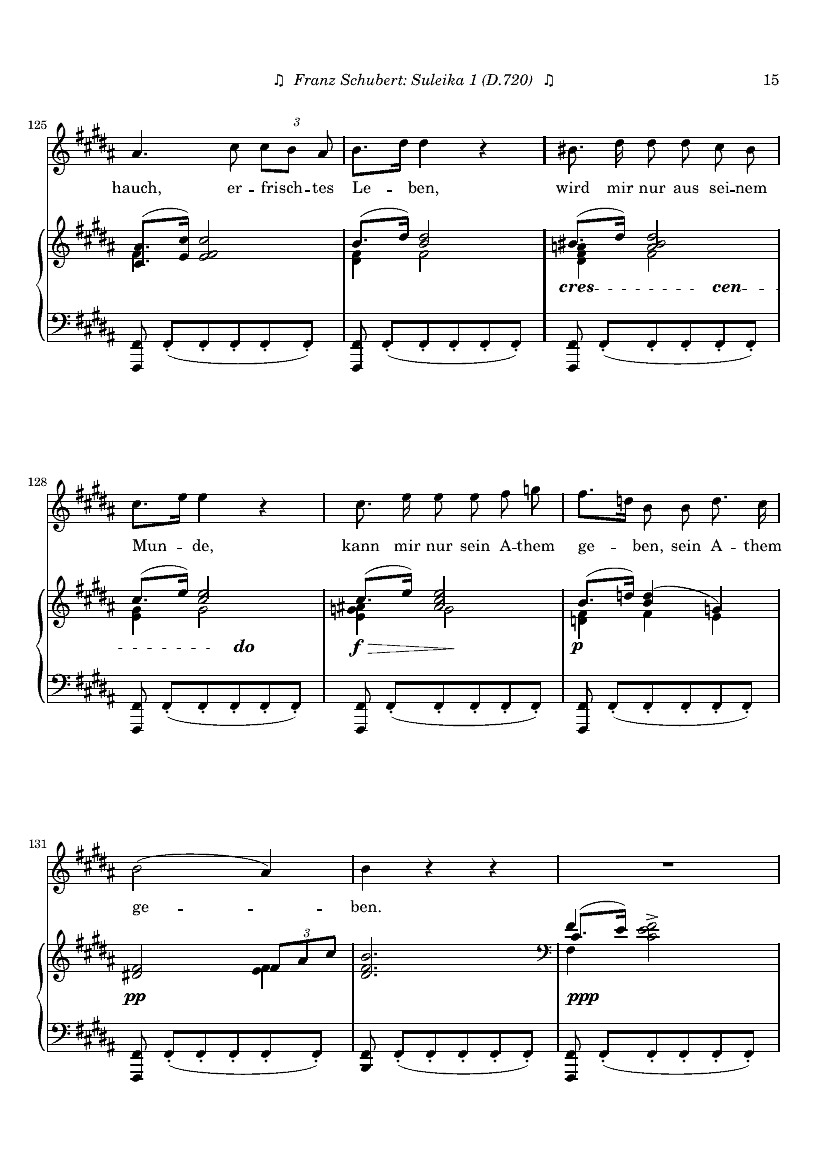 ♫ Franz Schubert: Suleika 1 (D.720) ♫ 15
125
3
hauch, er - frisch - tes Le - ben, wird mir nur aus sei - nem
cres - - - - - - - cen - - -
128
Mun - de, kann mir nur sein A - them ge - ben, sein A - them
- - - - - - - do f p
131
ge - - - ben.
3
pp ppp